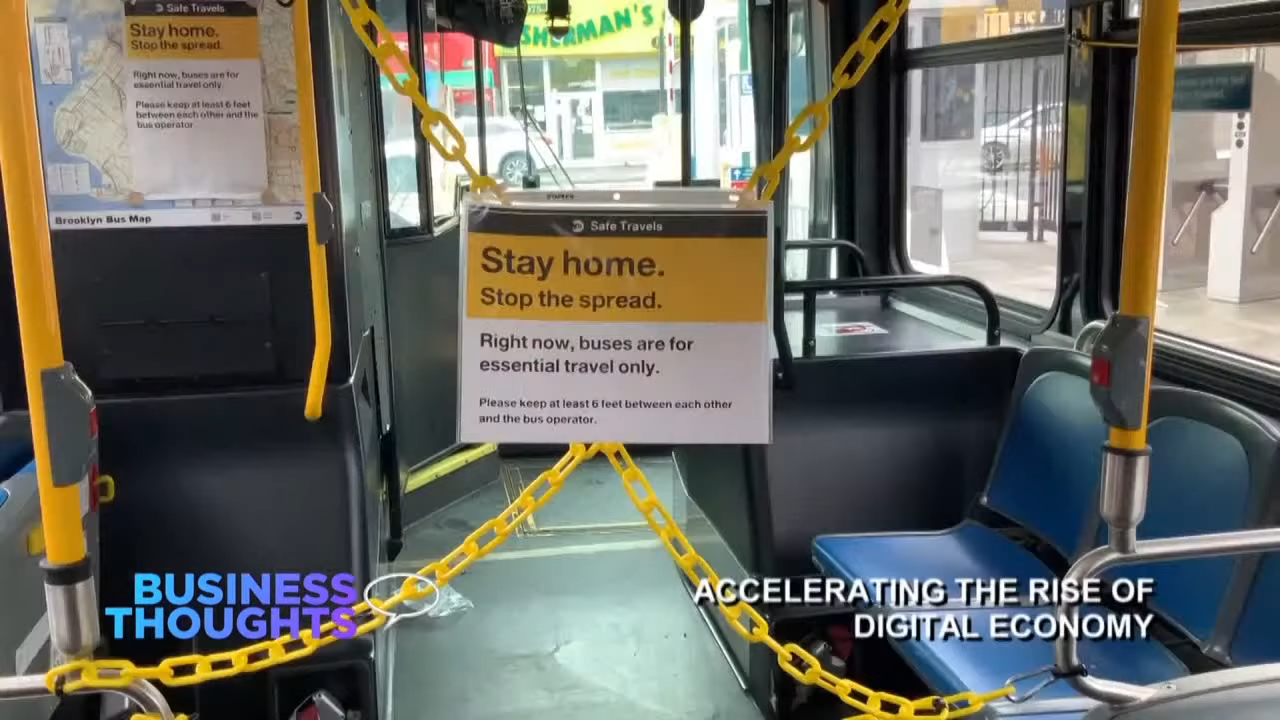 Safe Travels
Stay home.
Stop the spread.
Right now, buses are for
essential travel only.
Please keep at least 6 feet
between each other and the
bus operator.
Brooklyn Bus Map
SHERMAN'S
Safe Travels
Stay home.
Stop the spread.
Right now, buses are for
essential travel only.
Please keep at least 6 feet between each other
and the bus operator.
BUSINESS
THOUGHTS
ACCELERATING THE RISE OF
DIGITAL ECONOMY